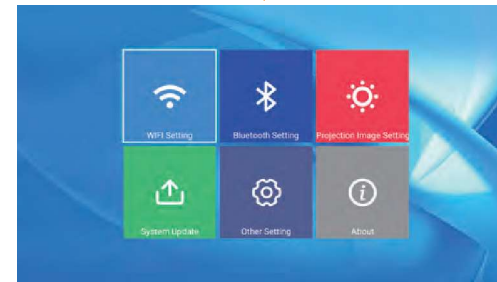 WIFI Setting
Bluetooth Setting
Projection Image Setting
System Update
Other Setting
About